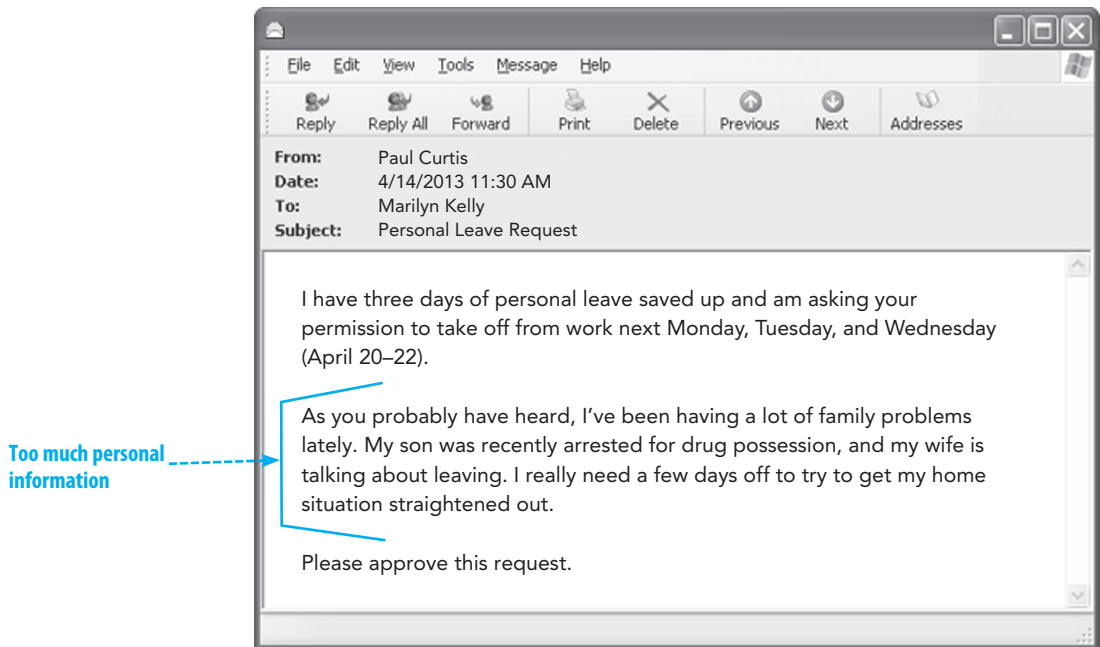 File Edit View Tools Message Help
Reply Reply All Forward Print Delete Previous Next Addresses
From: Paul Curtis
Date: 4/14/2013 11:30 AM
To: Marilyn Kelly
Subject: Personal Leave Request
I have three days of personal leave saved up and am asking your
permission to take off from work next Monday, Tuesday, and Wednesday
(April 20–22).
As you probably have heard, I’ve been having a lot of family problems
lately. My son was recently arrested for drug possession, and my wife is
talking about leaving. I really need a few days off to try to get my home
situation straightened out.
Please approve this request.
Too much personal
information